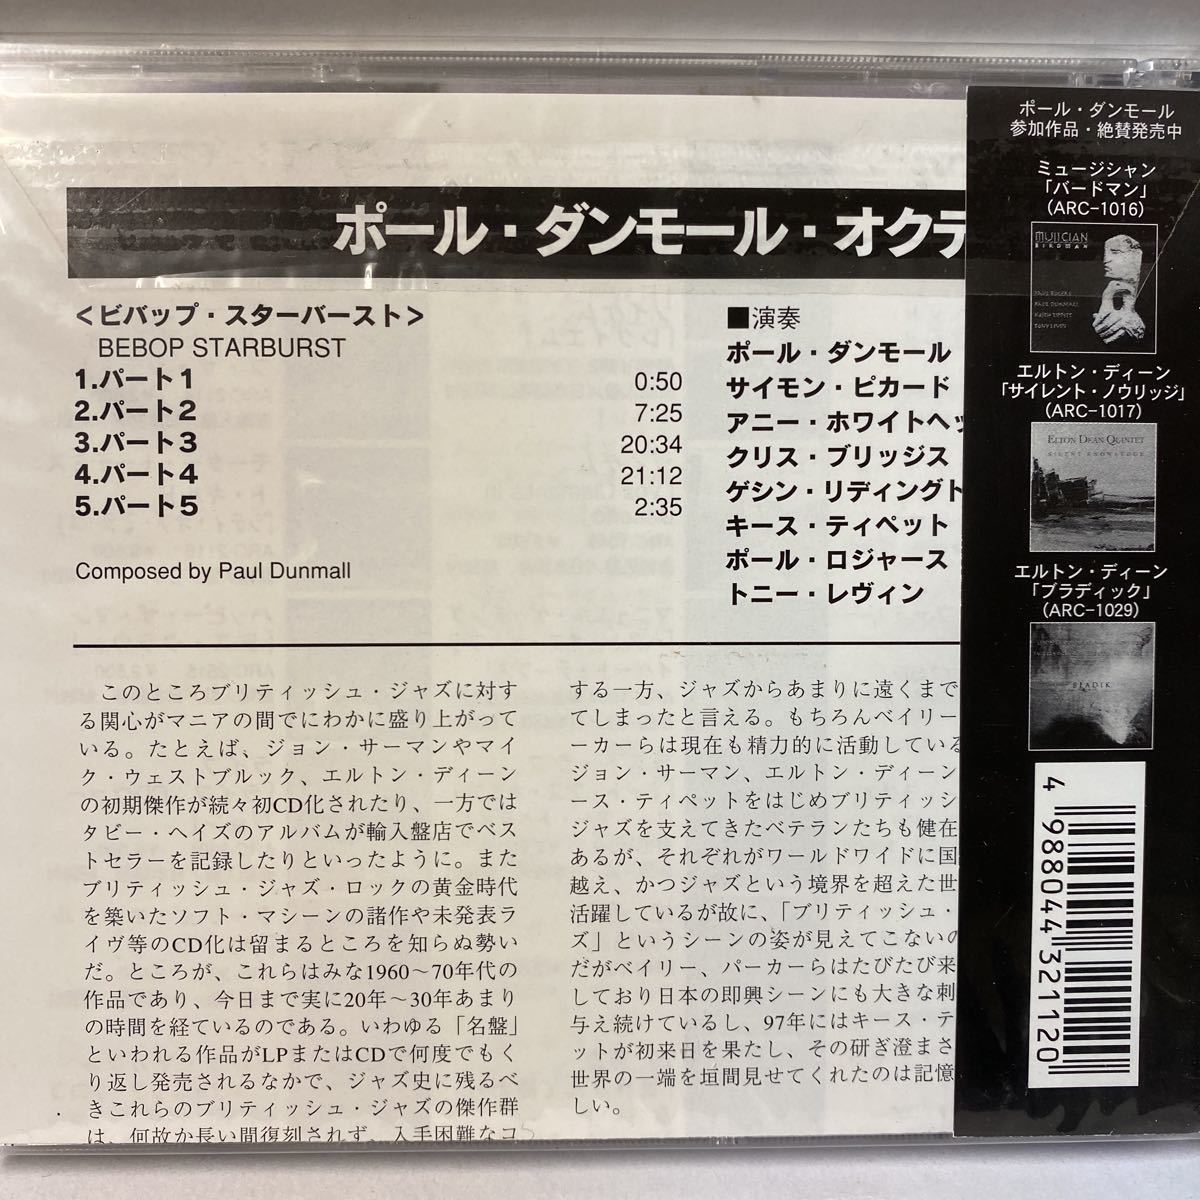 ポール・ダンモール・オクテ
<ビバップ・スターバースト>
BEBOP STARBURST
1.パート1 0:50
2.パート2 7:25
3.パート3 20:34
4.パート4 21:12
5.パート5 2:35
Composed by Paul Dunmall
■演奏
ポール・ダンモール
サイモン・ピカード
アニー・ホワイトヘッ
クリス・ブリッジス
ゲシン・リディングト
キース・ティペット
ポール・ロジャース
トニー・レヴィン
このところブリティッシュ・ジャズに対す
る関心がマニアの間でにわかに盛り上がって
いる。たとえば、ジョン・サーマンやマイ
ク・ウェストブルック、エルトン・ディーン
の初期傑作が続々初CD化されたり、一方では
タビー・ヘイズのアルバムが輸入盤店でベス
トセラーを記録したりといったように。また
ブリティッシュ・ジャズ・ロックの黄金時代
を築いたソフト・マシーンの諸作や未発表ラ
イヴ等のCD化は留まるところを知らぬ勢い
だ。ところが、これらはみな1960〜70年代の
作品であり、今日まで実に20年〜30年あまり
の時間を経ているのである。いわゆる「名盤」
といわれる作品がLPまたはCDで何度でもく
り返し発売されるなかで、ジャズ史に残るべ
きこれらのブリティッシュ・ジャズの傑作群
は、何故か長い間復刻されず、入手困難なコ
する一方、ジャズからあまりに遠くまで
てしまったと言える。もちろんベイリー
ーカーらは現在も精力的に活動している
ジョン・サーマン、エルトン・ディーン
ース・ティペットをはじめブリティッシ
ジャズを支えてきたベテランたちも健在
あるが、それぞれがワールドワイドに国
越え、かつジャズという境界を超えた世
活躍しているが故に、「ブリティッシュ・
ズ」というシーンの姿が見えてこないの
だがベイリー、パーカーらはたびたび来
しており日本の即興シーンにも大きな刺
与え続けているし、97年にはキース・テ
ットが初来日を果たし、その研ぎ澄まさ
世界の一端を垣間見せてくれたのは記憶
しい。
ポール・ダンモール
参加作品・絶賛発売中
ミュージシャン
「バードマン」
(ARC-1016)
MUJICIAN
BIRDMAN
PAUL ROGERS
PAUL DUNMALL
KEITH TIPPETT
TONY LEVIN
エルトン・ディーン
「サイレント・ノウリッジ」
(ARC-1017)
ELTON DEAN QUINTET
SILENT KNOWLEDGE
エルトン・ディーン
「ブラディック」
(ARC-1029)
BLADIK
4 988044 321120